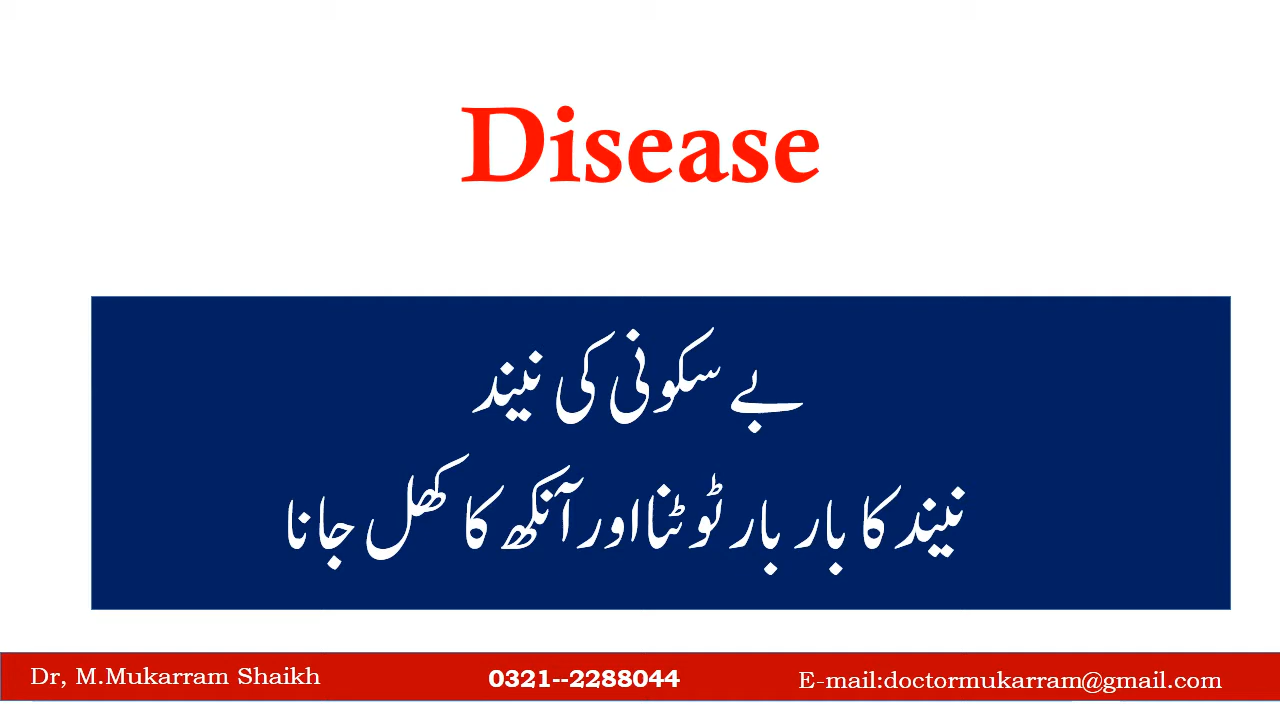 Disease
بے سکونی کی نیند
نیند کا بار بار ٹوٹنا اور آنکھ کا کھل جانا
Dr, M.Mukarram Shaikh 0321--2288044 E-mail:doctormukarram@gmail.com